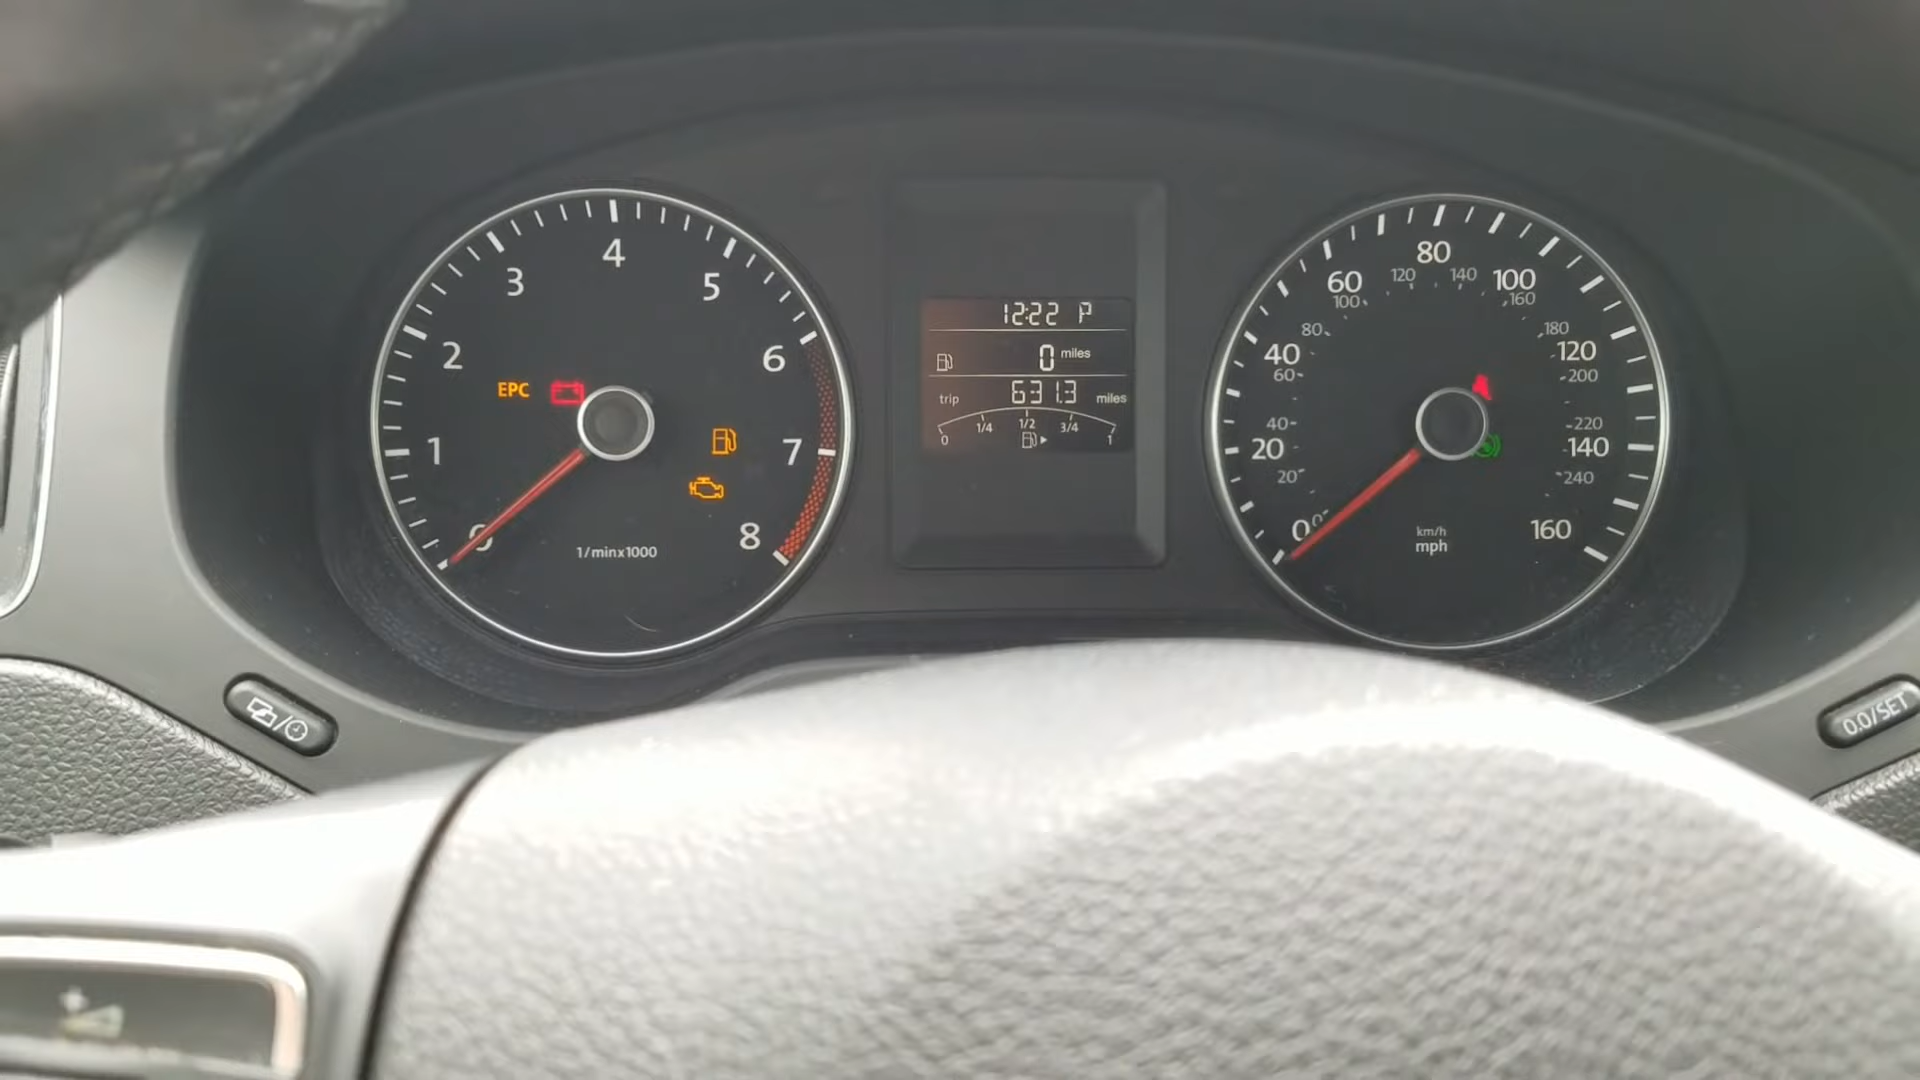 4
3
5
2
6
EPC
1
7
0
8
1/minx1000
12:22 P
0 miles
trip 631.3 miles
0 1/4 1/2 3/4 1
80
60 120 140 100
100 160
80 180
40 120
60 200
40 220
20 140
20 240
0 0 160
km/h
mph
0.0/SET